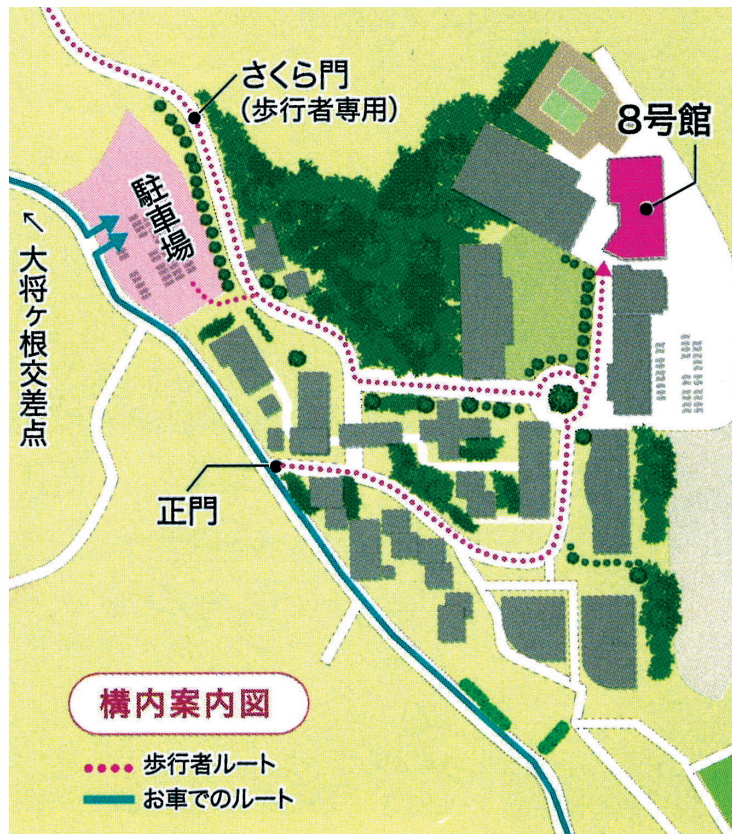 さくら門
(歩行者専用)
8号館
駐車場
↖大将ヶ根交差点
正門
構内案内図
歩行者ルート
お車でのルート